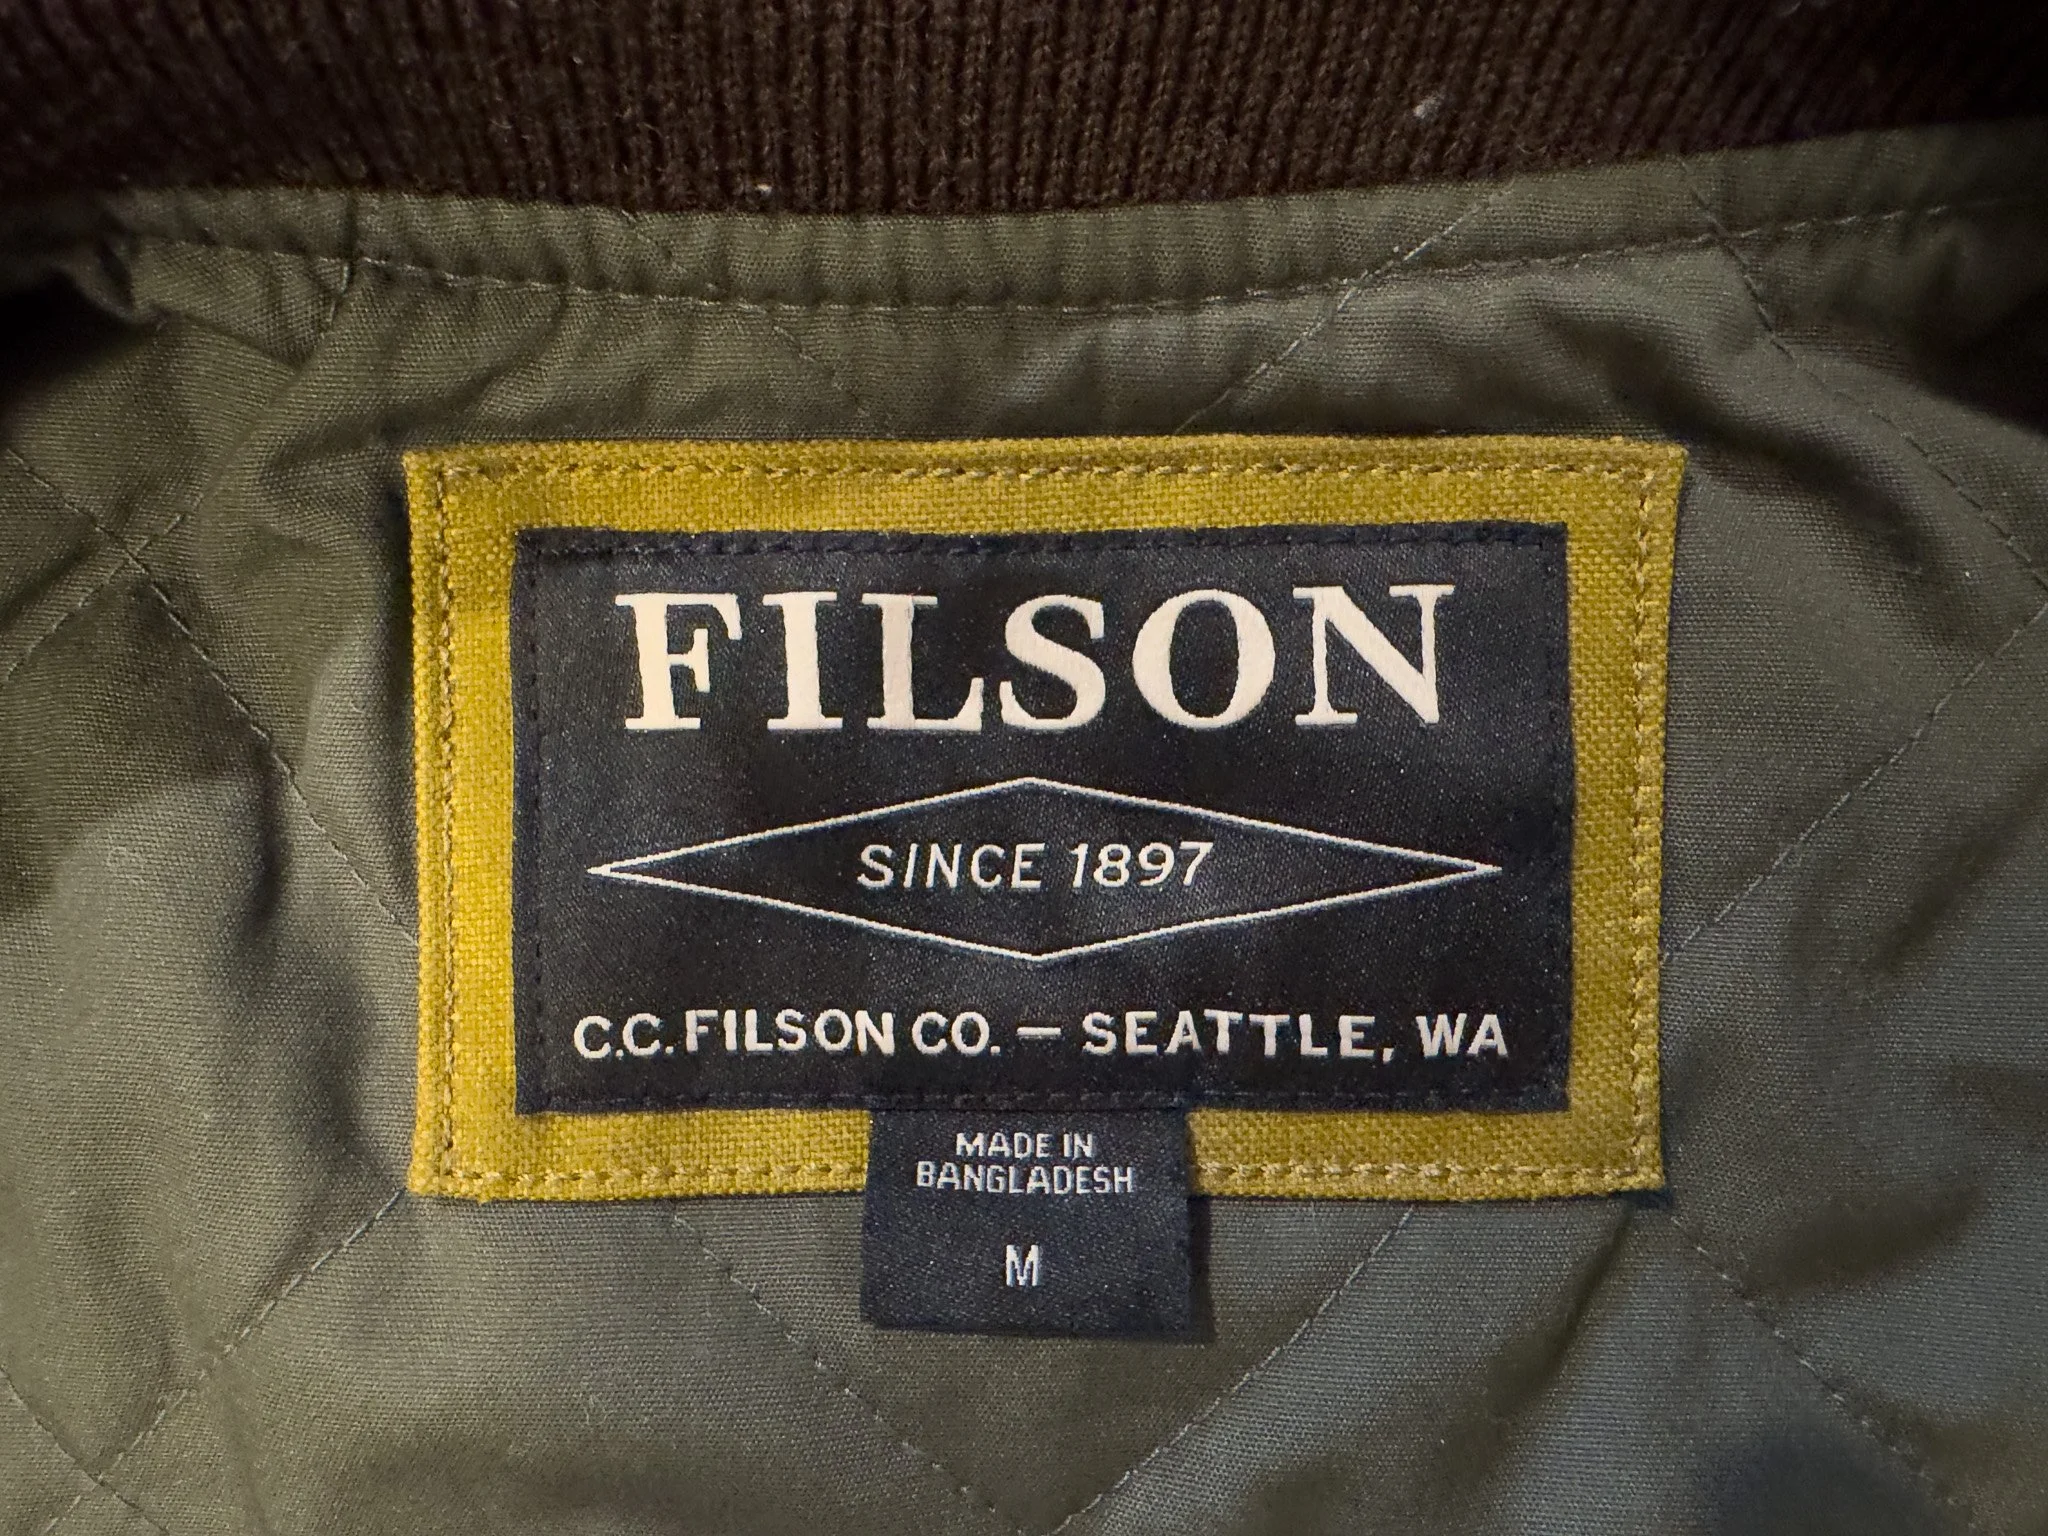 FILSON
SINCE 1897
C.C. FILSON CO. — SEATTLE, WA
MADE IN
BANGLADESH
M